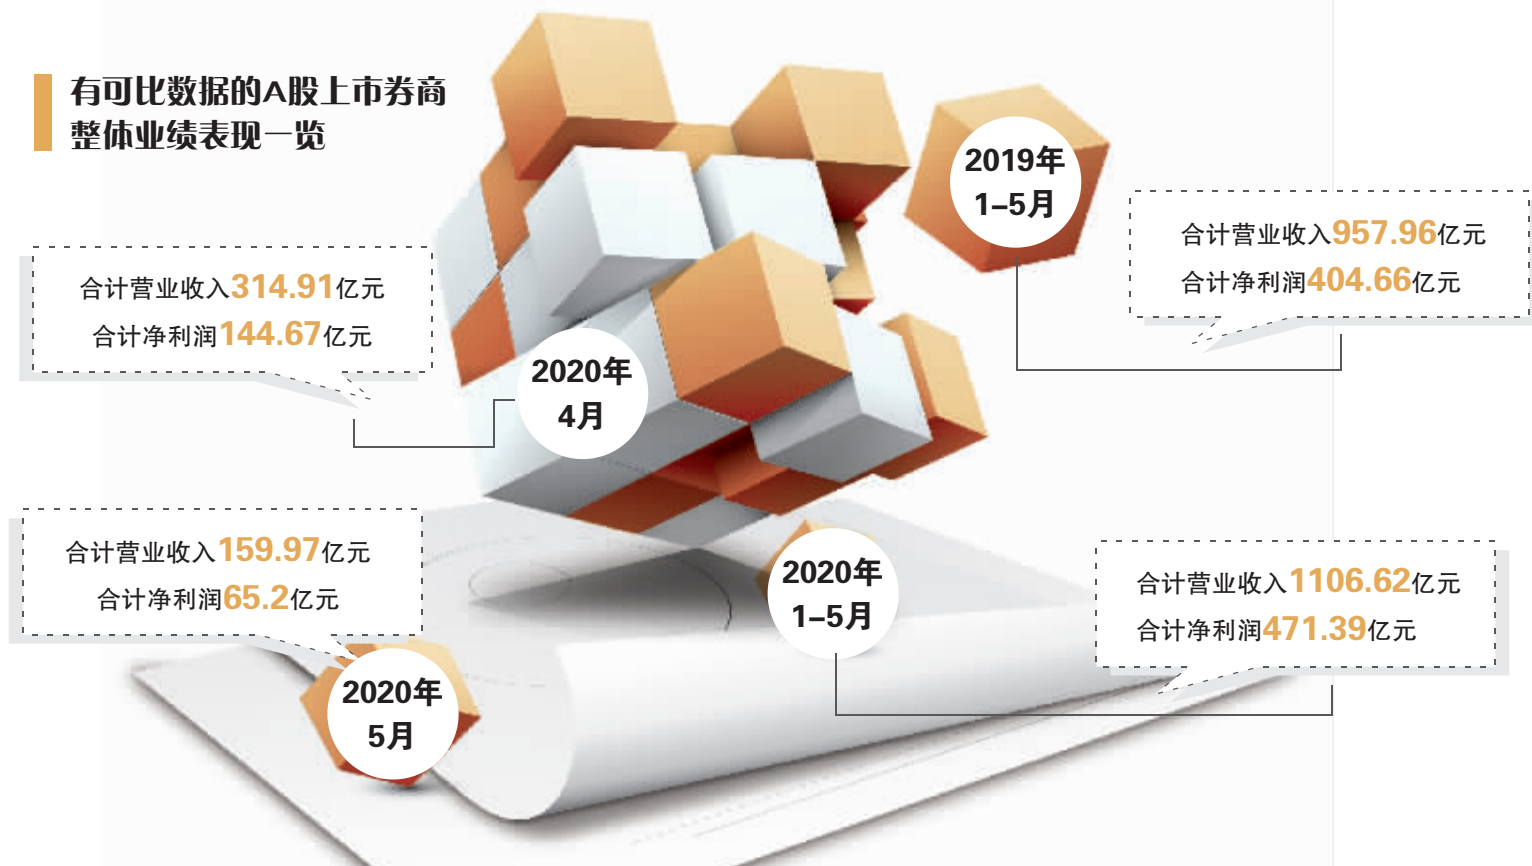 有可比数据的A股上市券商
整体业绩表现一览
2019年
1-5月
合计营业收入957.96亿元
合计净利润404.66亿元
合计营业收入314.91亿元
合计净利润144.67亿元
2020年
4月
合计营业收入159.97亿元
合计净利润65.2亿元
2020年
5月
2020年
1-5月
合计营业收入1106.62亿元
合计净利润471.39亿元